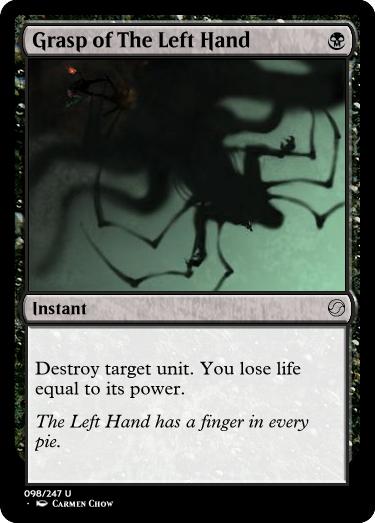 Grasp of The Left Hand
Instant
Destroy target unit. You lose life
equal to its power.
The Left Hand has a finger in every
pie.
098/247 U
· Carmen Chow